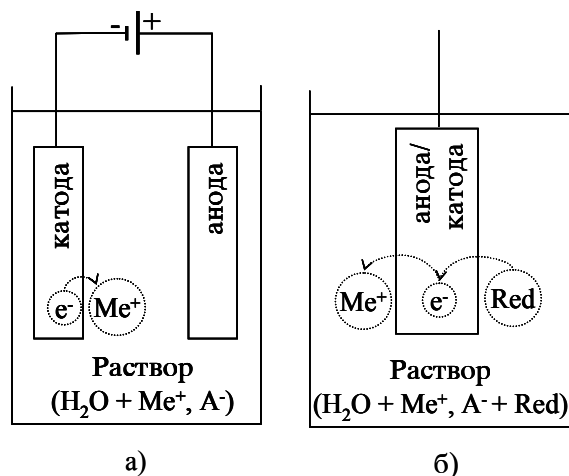 - +
катода
анода
e⁻ Me⁺
Раствор
(H₂O + Me⁺, A⁻)
а)
анода/
катода
Me⁺ e⁻ Red
Раствор
(H₂O + Me⁺, A⁻ + Red)
б)